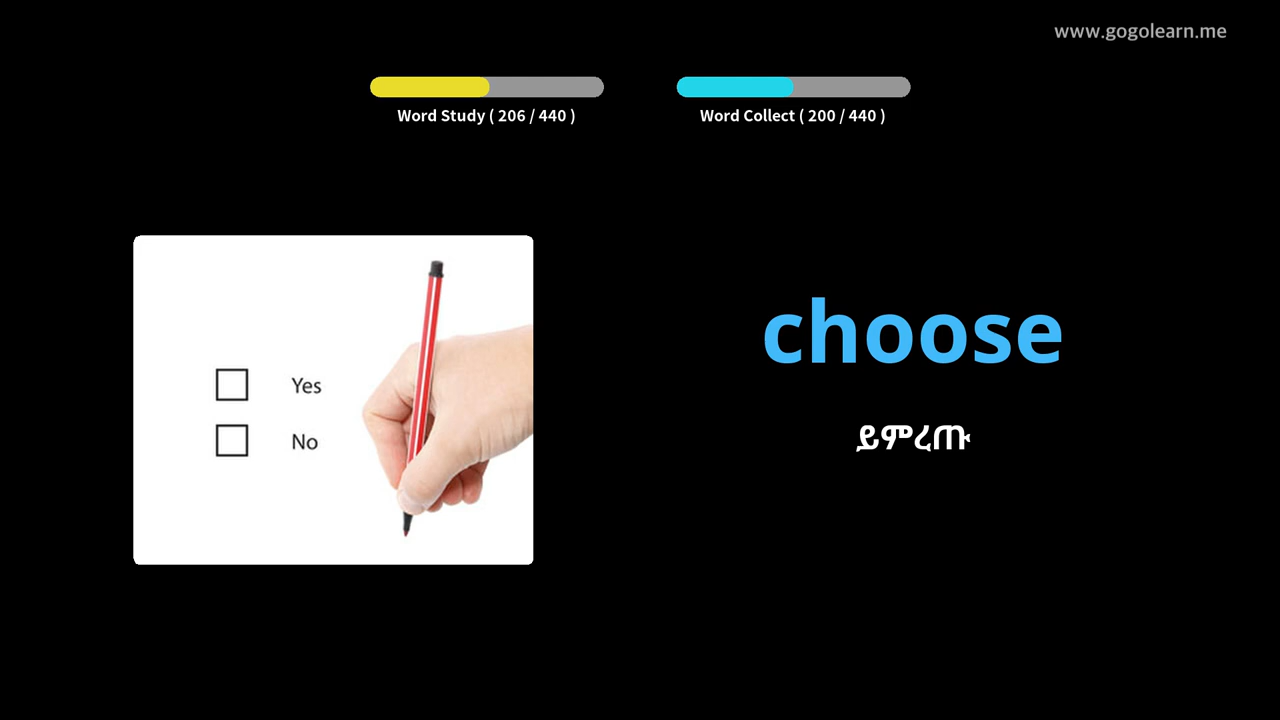 www.gogolearn.me
Word Study ( 206 / 440 )
Word Collect ( 200 / 440 )
choose
ይምረጡ
Yes
No